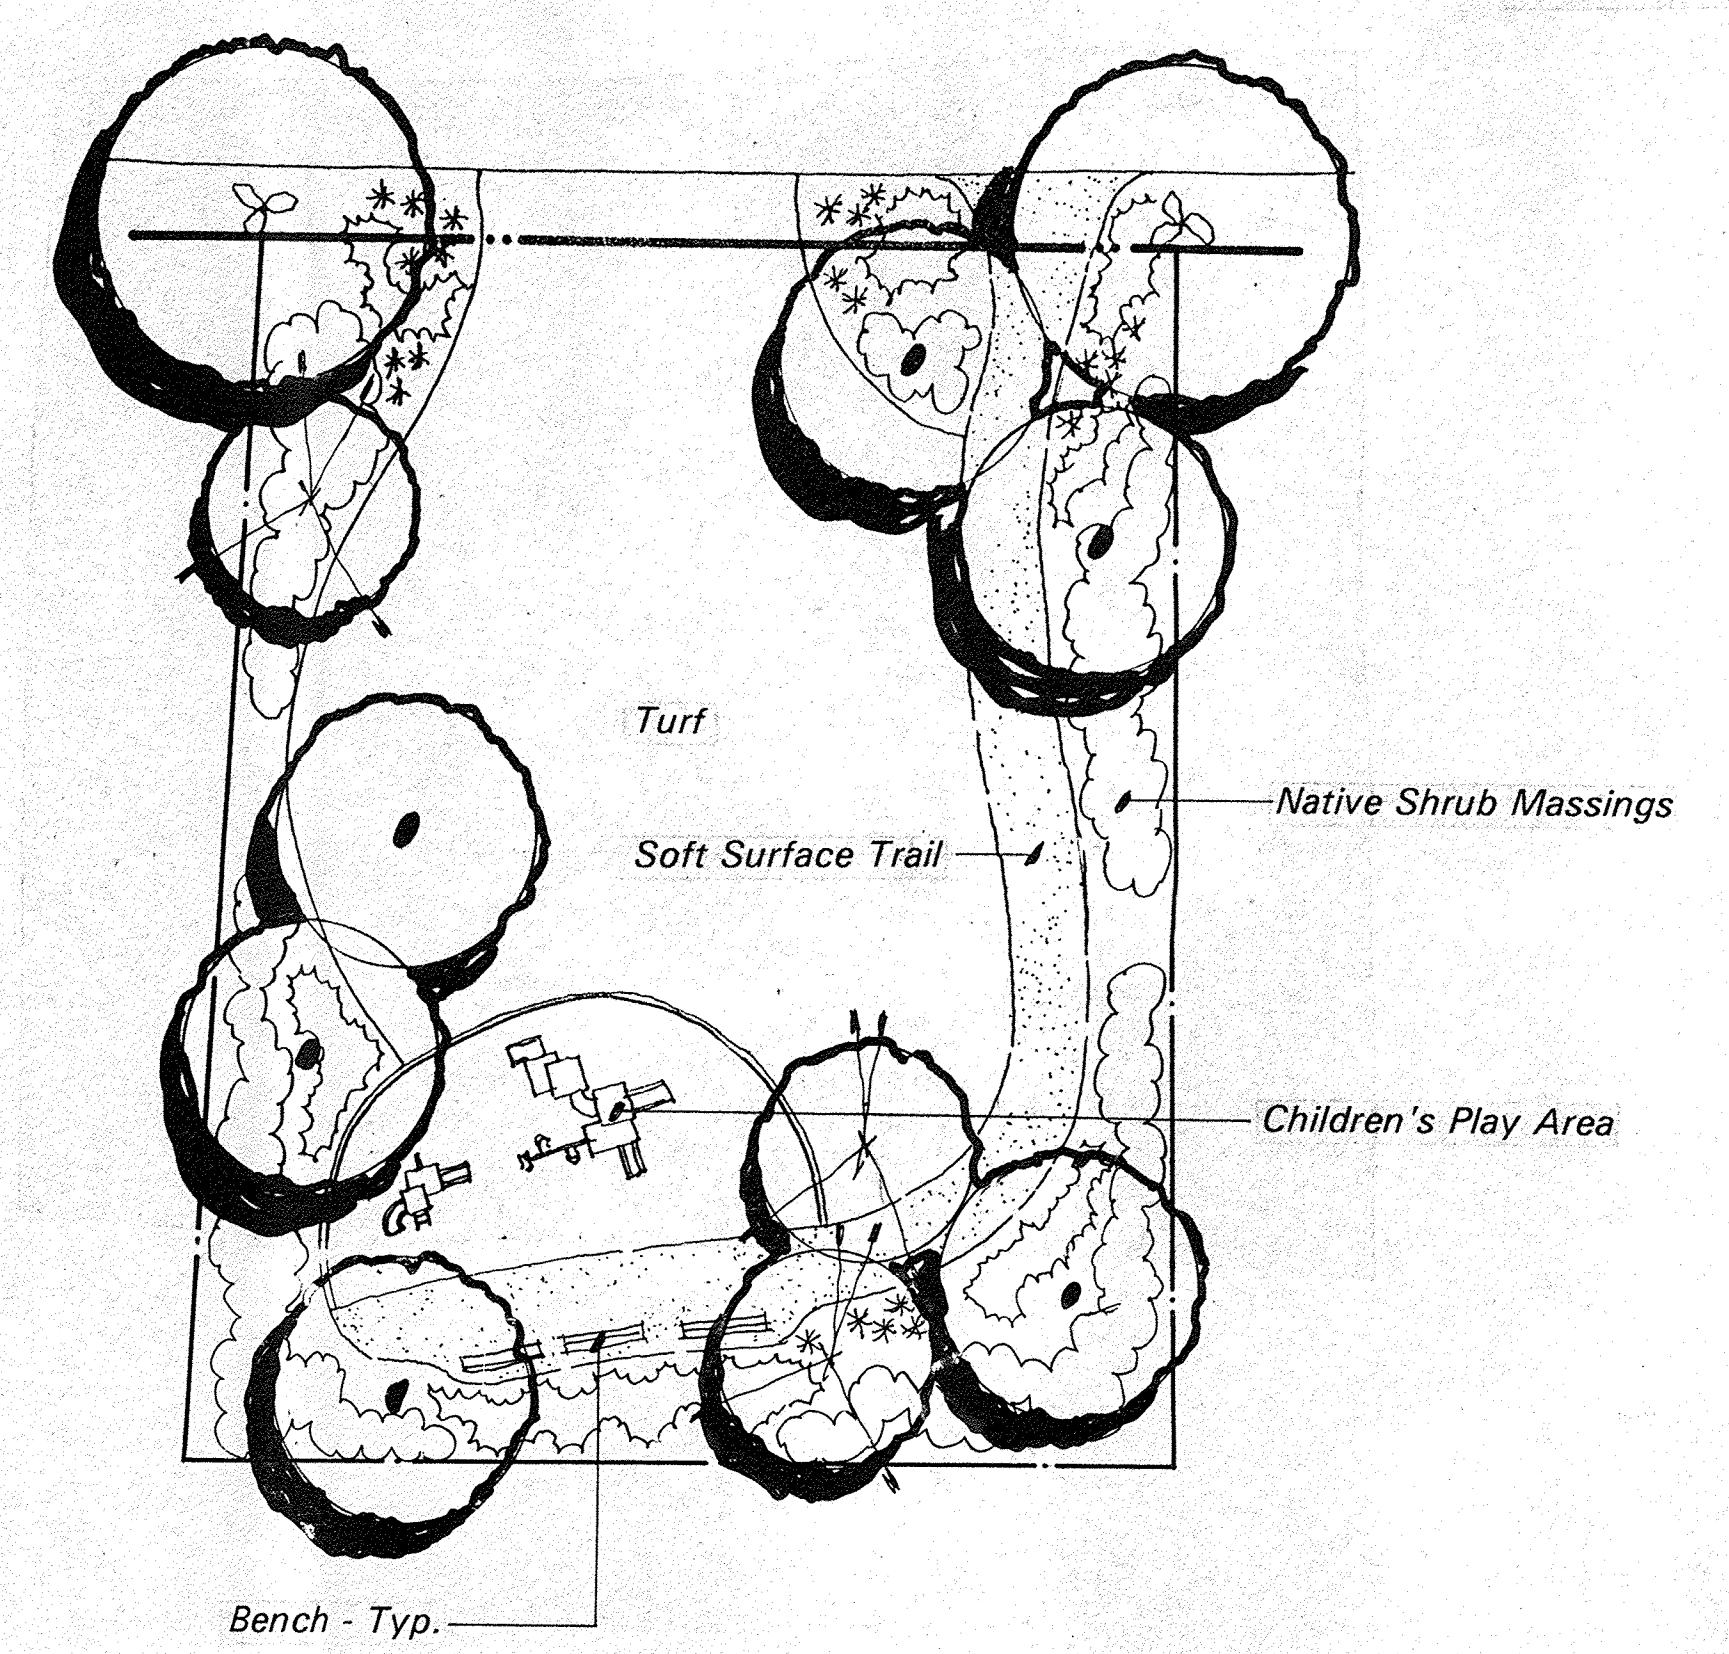 Turf
Native Shrub Massings
Soft Surface Trail
Children's Play Area
Bench - Typ.